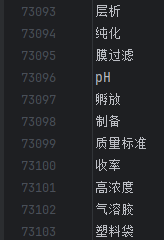 73093 层析
73094 纯化
73095 膜过滤
73096 pH
73097 孵放
73098 制备
73099 质量标准
73100 收率
73101 高浓度
73102 气溶胶
73103 塑料袋